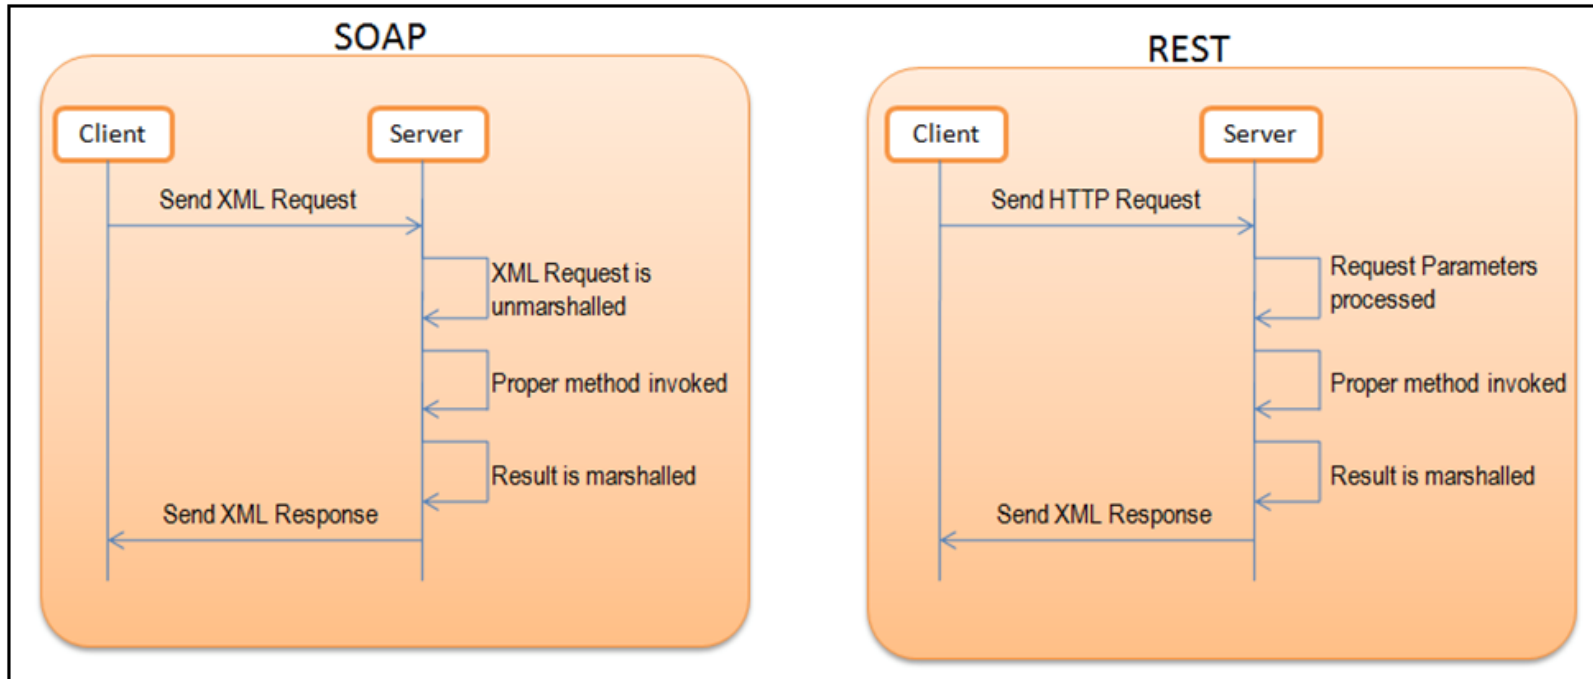 SOAP
Client
Server
Send XML Request
XML Request is
unmarshalled
Proper method invoked
Result is marshalled
Send XML Response
REST
Client
Server
Send HTTP Request
Request Parameters
processed
Proper method invoked
Result is marshalled
Send XML Response